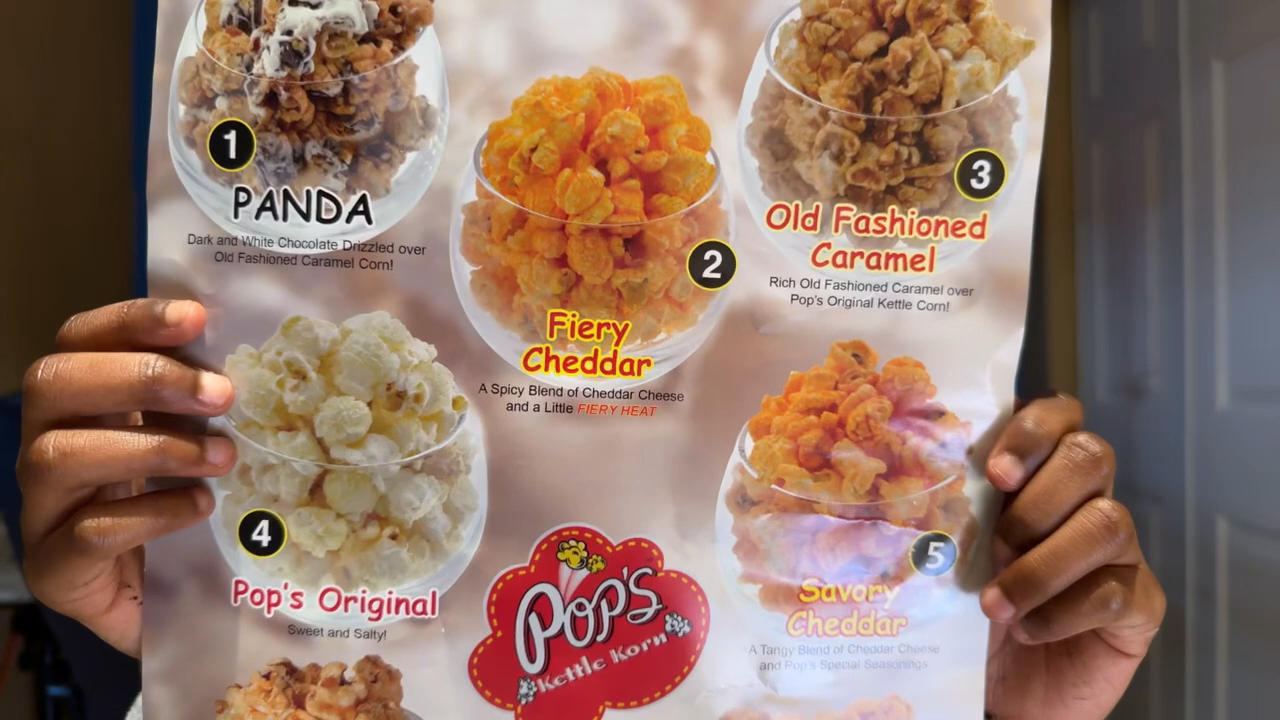 1
PANDA
Dark and White Chocolate Drizzled over
Old Fashioned Caramel Corn!
2
Fiery
Cheddar
A Spicy Blend of Cheddar Cheese
and a Little FIERY HEAT
3
Old Fashioned
Caramel
Rich Old Fashioned Caramel over
Pop's Original Kettle Corn!
4
Pop's Original
Sweet and Salty!
POP'S
Kettle Korn
5
Savory
Cheddar
A Tangy Blend of Cheddar Cheese
and Pop's Special Seasonings